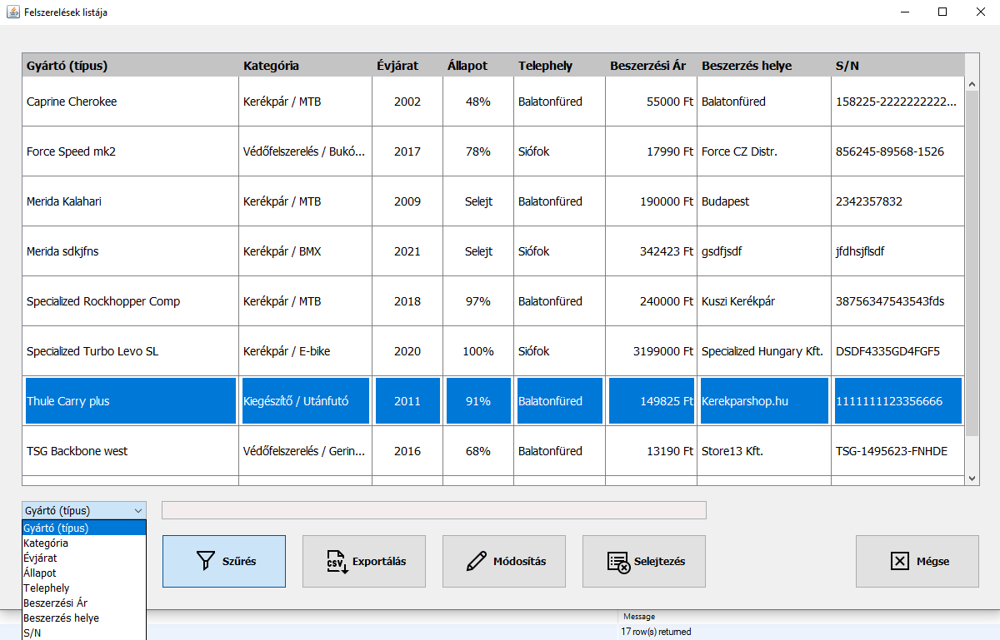 Felszerelések listája
Gyártó (típus) Kategória Évjárat Állapot Telephely Beszerzési Ár Beszerzés helye S/N
Caprine Cherokee Kerékpár / MTB 2002 48% Balatonfüred 55000 Ft Balatonfüred 158225-2222222222...
Force Speed mk2 Védőfelszerelés / Bukó... 2017 78% Siófok 17990 Ft Force CZ Distr. 856245-89568-1526
Merida Kalahari Kerékpár / MTB 2009 Selejt Balatonfüred 190000 Ft Budapest 2342357832
Merida sdkjfns Kerékpár / BMX 2021 Selejt Siófok 342423 Ft gsdfjsdf jfdhsjflsdf
Specialized Rockhopper Comp Kerékpár / MTB 2018 97% Balatonfüred 240000 Ft Kuszi Kerékpár 38756347543543fds
Specialized Turbo Levo SL Kerékpár / E-bike 2020 100% Siófok 3199000 Ft Specialized Hungary Kft. DSDF4335GD4FGF5
Thule Carry plus Kiegészítő / Utánfutó 2011 91% Balatonfüred 149825 Ft Kerekparshop.hu 1111111123356666
TSG Backbone west Védőfelszerelés / Gerin... 2016 68% Balatonfüred 13190 Ft Store13 Kft. TSG-1495623-FNHDE
Gyártó (típus)
Gyártó (típus)
Kategória
Évjárat
Állapot
Telephely
Beszerzési Ár
Beszerzés helye
S/N
Szűrés
CSV Exportálás
Módosítás
Selejtezés
Mégse
Message
17 row(s) returned